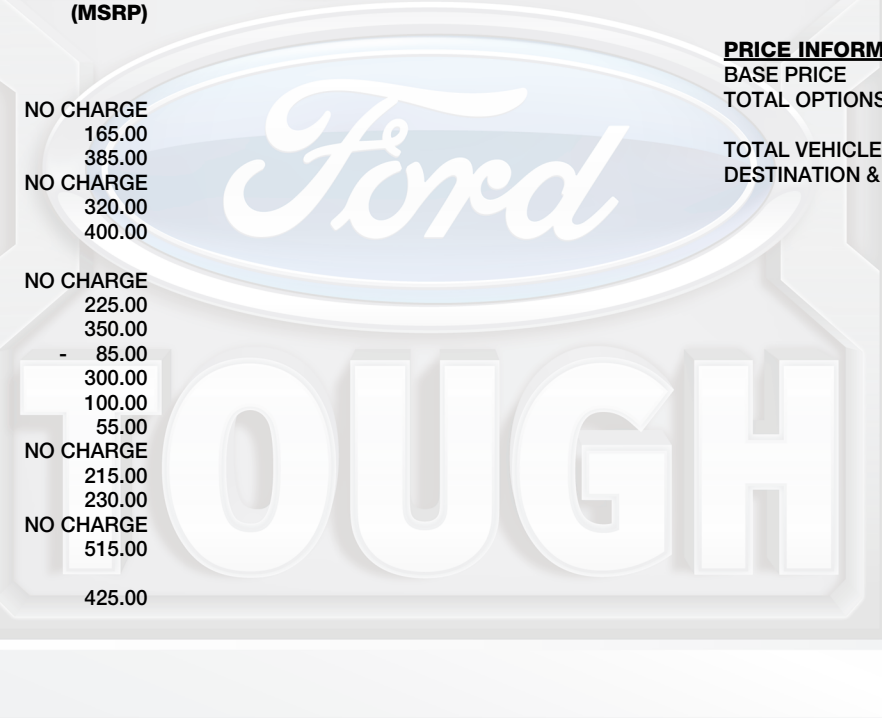 (MSRP)
NO CHARGE
165.00
385.00
NO CHARGE
320.00
400.00
NO CHARGE
225.00
350.00
- 85.00
300.00
100.00
55.00
NO CHARGE
215.00
230.00
NO CHARGE
515.00
425.00
PRICE INFORM
BASE PRICE
TOTAL OPTIONS
TOTAL VEHICLE
DESTINATION &
Ford
TOUGH